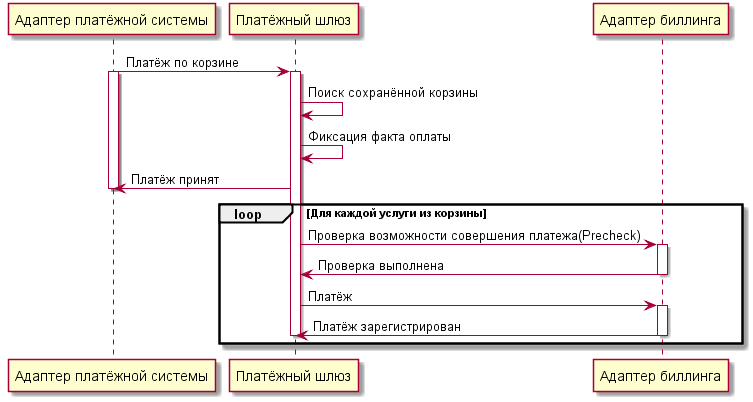 Адаптер платёжной системы
Платёжный шлюз
Адаптер биллинга
Платёж по корзине
Поиск сохранённой корзины
Фиксация факта оплаты
Платёж принят
loop
[Для каждой услуги из корзины]
Проверка возможности совершения платежа(Precheck)
Проверка выполнена
Платёж
Платёж зарегистрирован
Адаптер платёжной системы
Платёжный шлюз
Адаптер биллинга